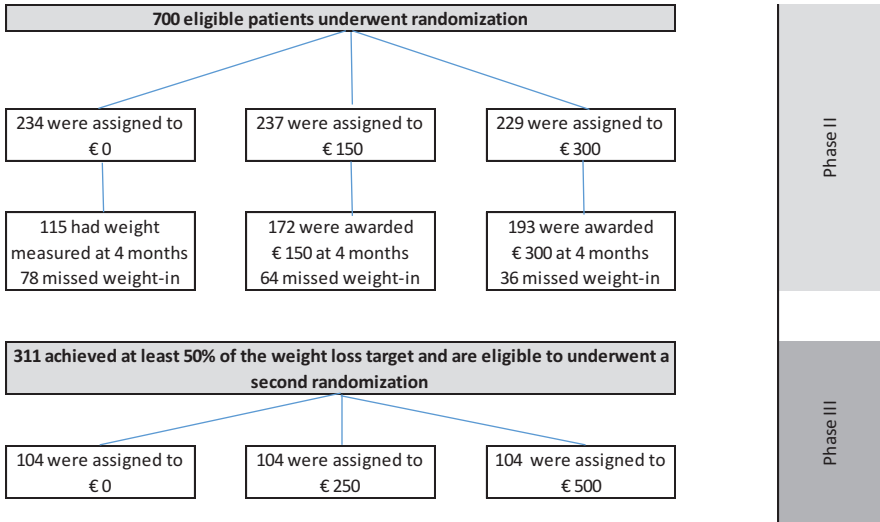 700 eligible patients underwent randomization
234 were assigned to
€ 0
237 were assigned to
€ 150
229 were assigned to
€ 300
115 had weight
measured at 4 months
78 missed weight-in
172 were awarded
€ 150 at 4 months
64 missed weight-in
193 were awarded
€ 300 at 4 months
36 missed weight-in
Phase II
311 achieved at least 50% of the weight loss target and are eligible to underwent a
second randomization
104 were assigned to
€ 0
104 were assigned to
€ 250
104 were assigned to
€ 500
Phase III